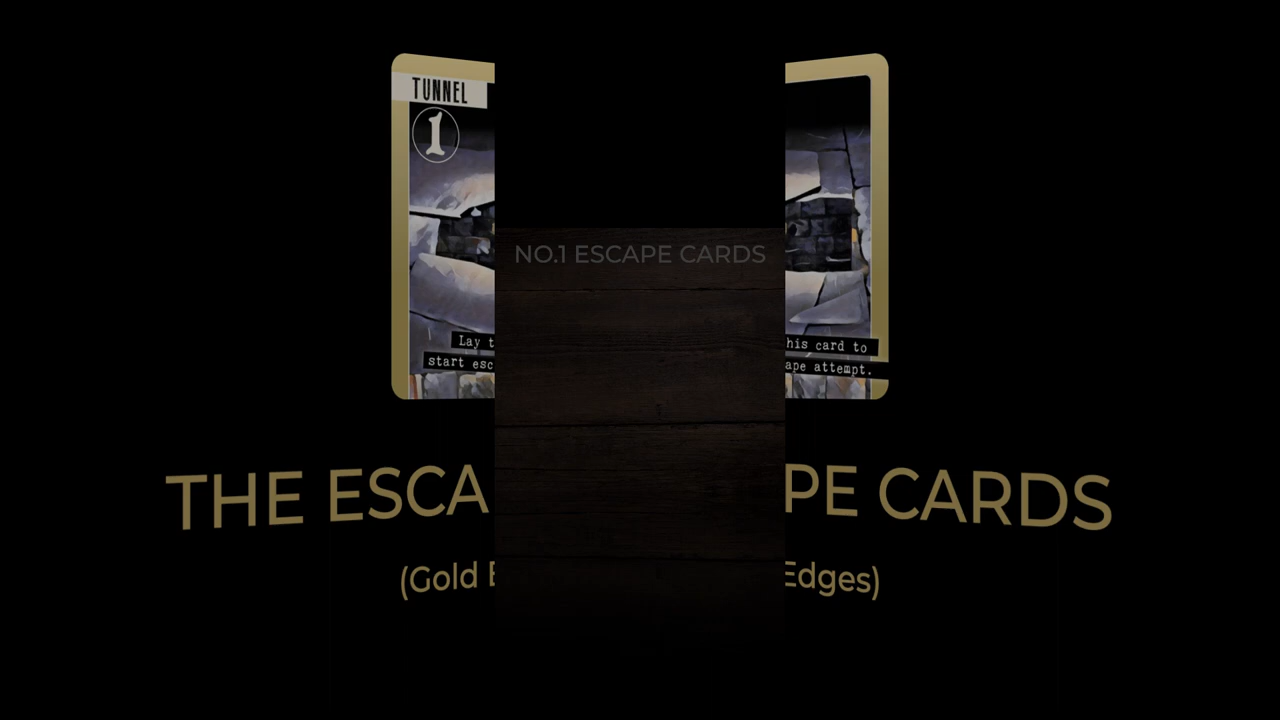 TUNNEL
1
NO.1 ESCAPE CARDS
Lay t his card to
start esc ape attempt.
THE ESCA PE CARDS
(Gold E Edges)